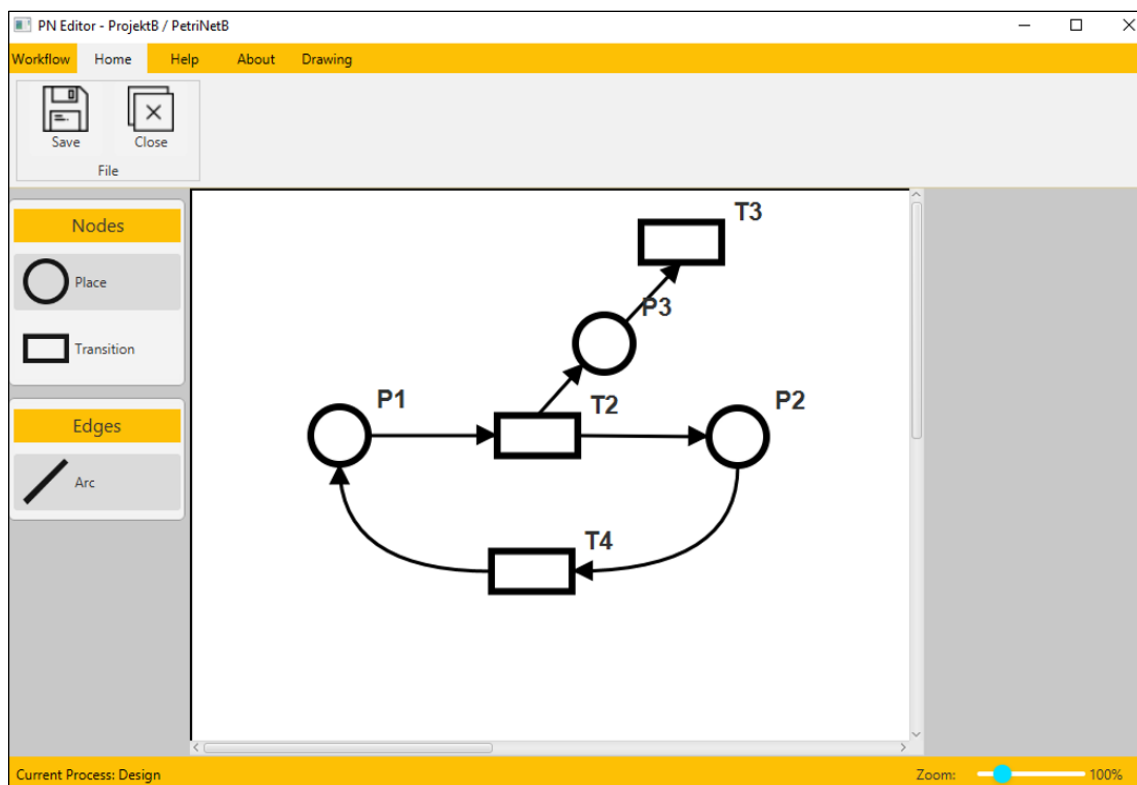 PN Editor - ProjektB / PetriNetB
Workflow Home Help About Drawing
Save Close
File
Nodes
Place
Transition
Edges
Arc
T3
P3
P1 T2 P2
T4
Current Process: Design Zoom: 100%